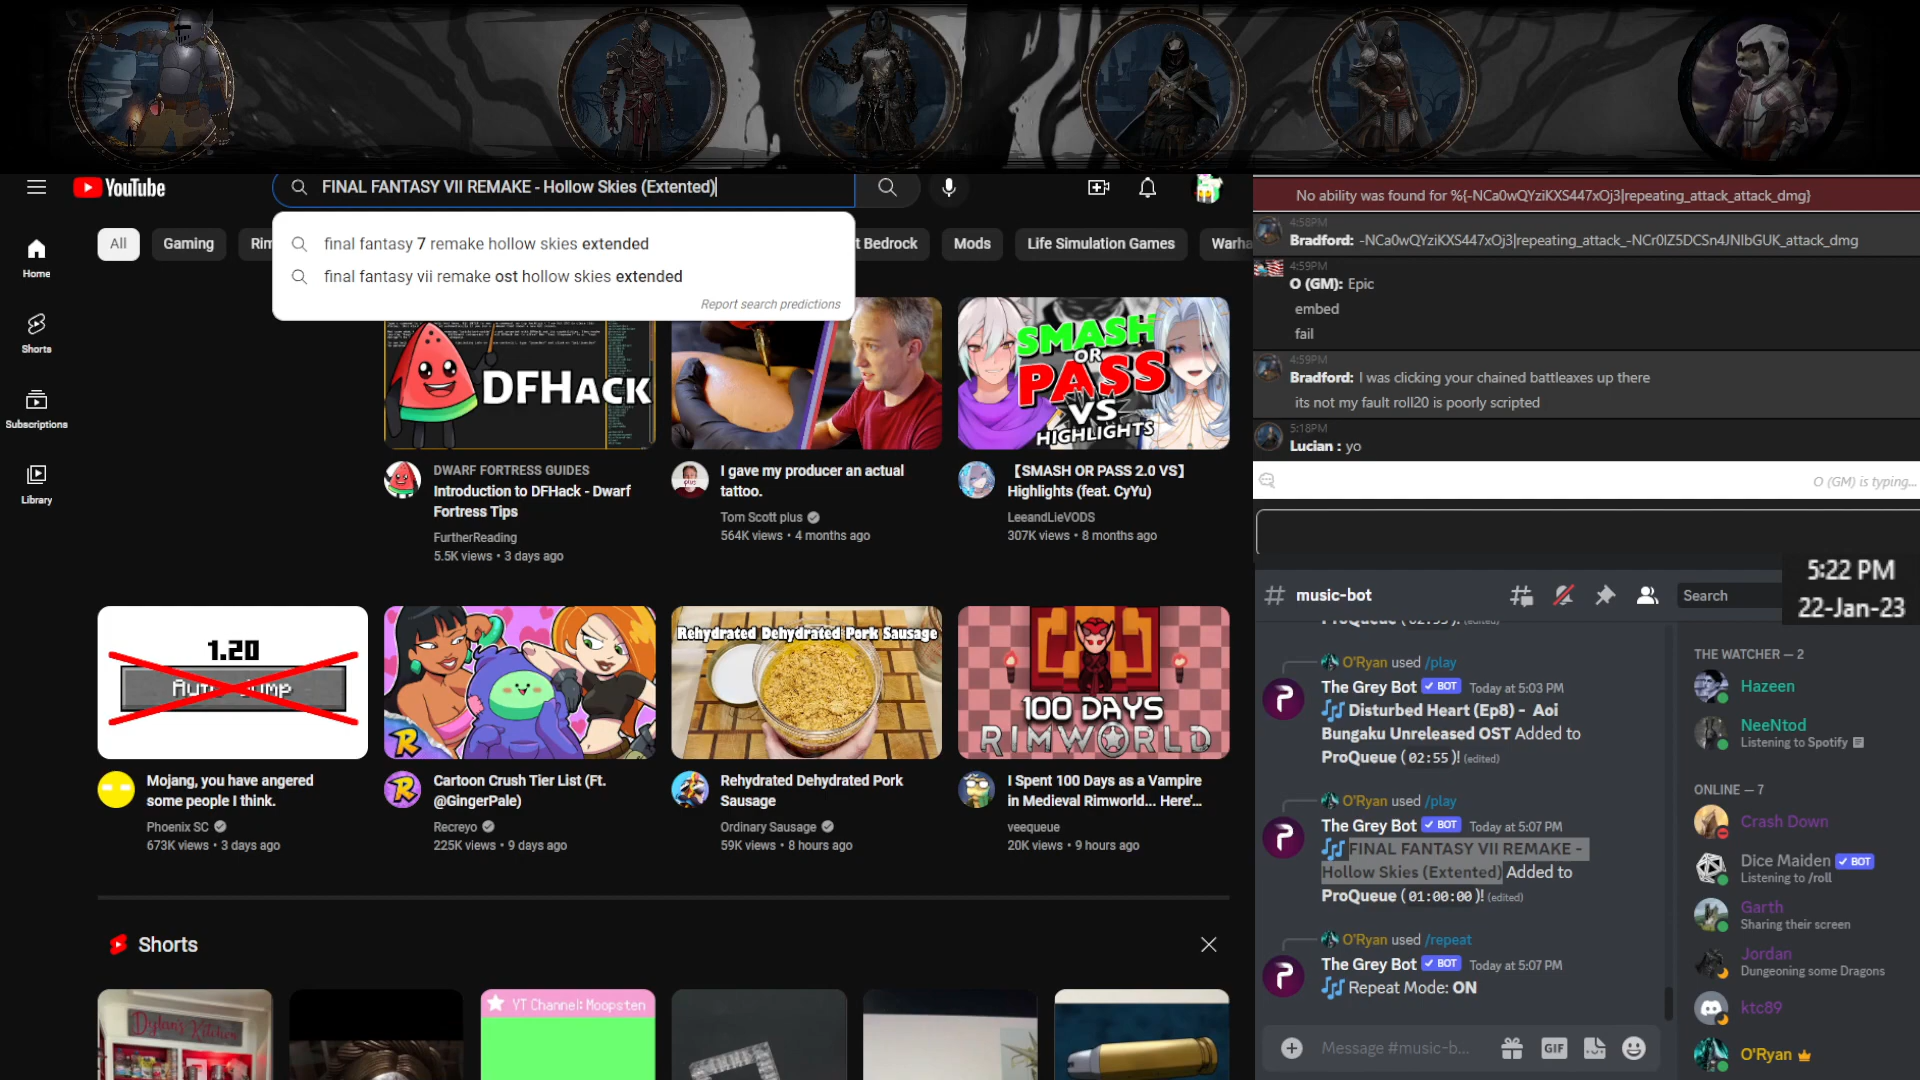 YouTube
FINAL FANTASY VII REMAKE - Hollow Skies (Extented)
final fantasy 7 remake hollow skies extended
final fantasy vii remake ost hollow skies extended
Report search predictions
All
Gaming
Rim
t Bedrock
Mods
Life Simulation Games
Warha
Home
Shorts
Subscriptions
Library
DFHACK
SMASH
OR
PASS
VS
HIGHLIGHTS
DWARF FORTRESS GUIDES
Introduction to DFHack - Dwarf
Fortress Tips
FurtherReading
5.5K views • 3 days ago
I gave my producer an actual
tattoo.
Tom Scott plus
564K views • 4 months ago
【SMASH OR PASS 2.0 VS】
Highlights (feat. CyYu)
LeeandLieVODS
307K views • 8 months ago
1.20
Rehydrated Dehydrated Pork Sausage
100 DAYS
RIMWORLD
Mojang, you have angered
some people I think.
Phoenix SC
673K views • 3 days ago
Cartoon Crush Tier List (Ft.
@GingerPale)
Recreyo
225K views • 9 days ago
Rehydrated Dehydrated Pork
Sausage
Ordinary Sausage
59K views • 8 hours ago
I Spent 100 Days as a Vampire
in Medieval Rimworld... Here'...
veequeue
20K views • 9 hours ago
Shorts
Dylan's Kitchen
YT Channel: Moopsten
No ability was found for %{-NCa0wQYziKXS447xOj3|repeating_attack_attack_dmg}
4:58PM
Bradford: -NCa0wQYziKXS447xOj3|repeating_attack_-NCr0IZ5DCSn4JNIbGUK_attack_dmg
4:59PM
O (GM): Epic
embed
fail
4:59PM
Bradford: I was clicking your chained battleaxes up there
its not my fault roll20 is poorly scripted
5:18PM
Lucian : yo
O (GM) is typing...
5:22 PM
22-Jan-23
# music-bot
Search
O'Ryan used /play
The Grey Bot BOT Today at 5:03 PM
Disturbed Heart (Ep8) - Aoi
Bungaku Unreleased OST Added to
ProQueue (02:55)! (edited)
O'Ryan used /play
The Grey Bot BOT Today at 5:07 PM
FINAL FANTASY VII REMAKE -
Hollow Skies (Extented) Added to
ProQueue (01:00:00)! (edited)
O'Ryan used /repeat
The Grey Bot BOT Today at 5:07 PM
Repeat Mode: ON
Message #music-b...
GIF
THE WATCHER — 2
Hazeen
NeeNtod
Listening to Spotify
ONLINE — 7
Crash Down
Dice Maiden BOT
Listening to /roll
Garth
Sharing their screen
Jordan
Dungeoning some Dragons
ktc89
O'Ryan